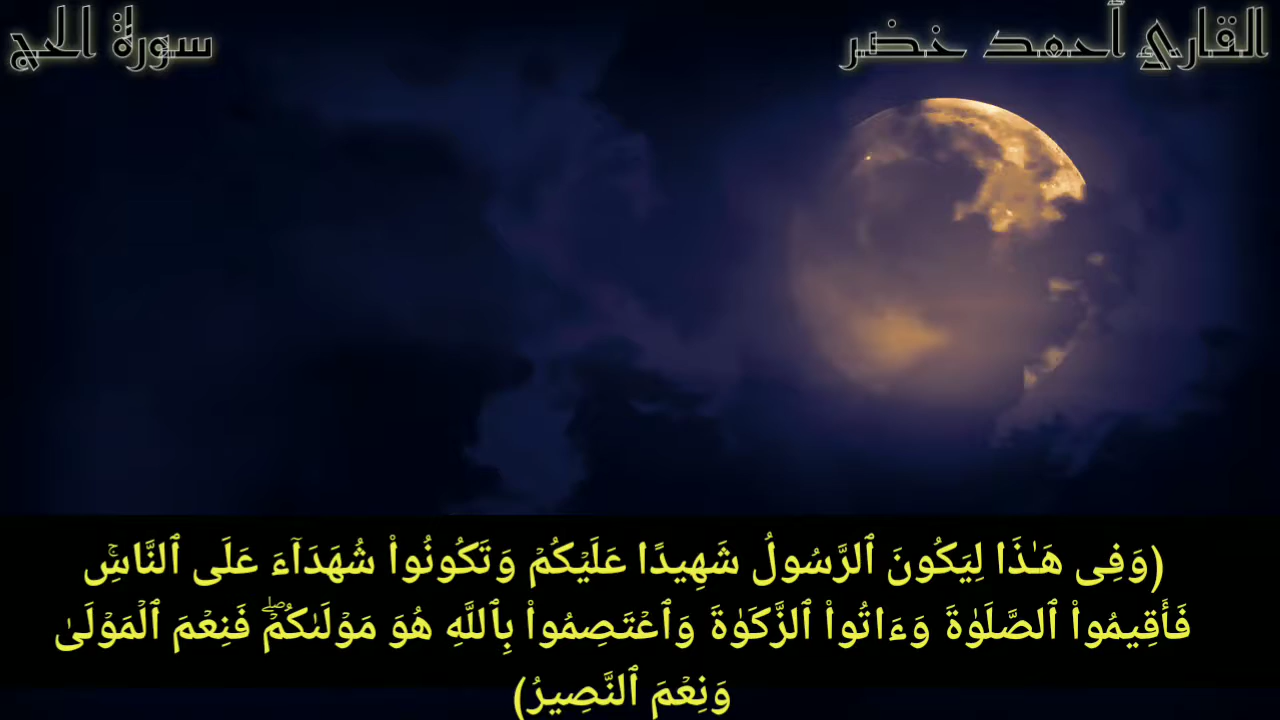 القارئ أحمد خضر
سورة الحج
(وَفِى هَـٰذَا لِيَكُونَ ٱلرَّسُولُ شَهِيدًا عَلَيْكُمْ وَتَكُونُوا۟ شُهَدَآءَ عَلَى ٱلنَّاسِۚ
فَأَقِيمُوا۟ ٱلصَّلَوٰةَ وَءَاتُوا۟ ٱلزَّكَوٰةَ وَٱعْتَصِمُوا۟ بِٱللَّهِ هُوَ مَوْلَىٰكُمْۖ فَنِعْمَ ٱلْمَوْلَىٰ
وَنِعْمَ ٱلنَّصِيرُ)